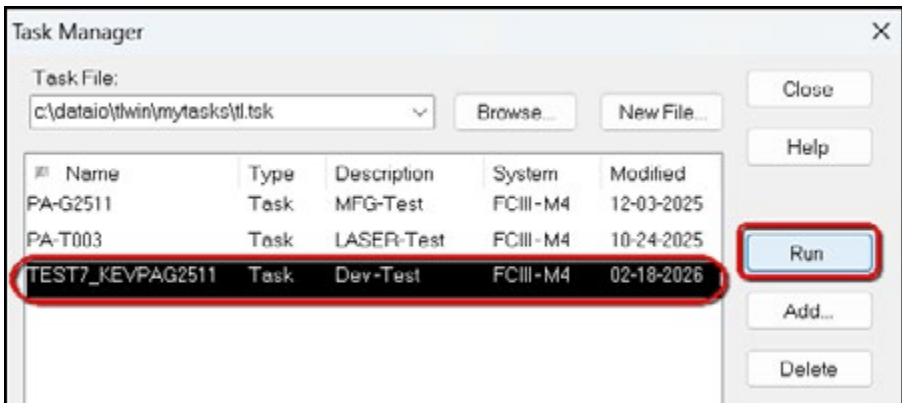 Task Manager
Task File:
c:\dataio\tlwin\mytasks\tl.tsk
Browse...
New File...
Close
Help
Name Type Description System Modified
PA-G2511 Task MFG-Test FCIII-M4 12-03-2025
PA-T003 Task LASER-Test FCIII-M4 10-24-2025
TEST7_KEVPAG2511 Task Dev-Test FCIII-M4 02-18-2026
Run
Add...
Delete